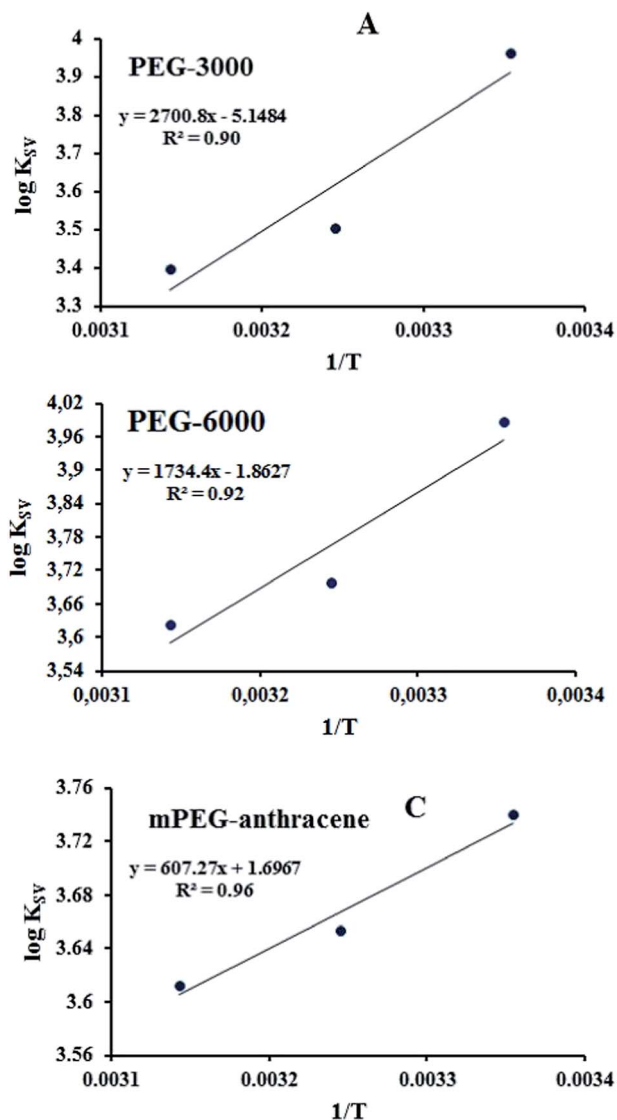 A
PEG-3000
y = 2700.8x - 5.1484
R² = 0.90
log K_SV
4
3.9
3.8
3.7
3.6
3.5
3.4
3.3
0.0031 0.0032 0.0033 0.0034
1/T
PEG-6000
y = 1734.4x - 1.8627
R² = 0.92
log K_SV
4,02
3,96
3,9
3,84
3,78
3,72
3,66
3,6
3,54
0,0031 0,0032 0,0033 0,0034
1/T
C
mPEG-anthracene
y = 607.27x + 1.6967
R² = 0.96
log K_SV
3.76
3.72
3.68
3.64
3.6
3.56
0.0031 0.0032 0.0033 0.0034
1/T